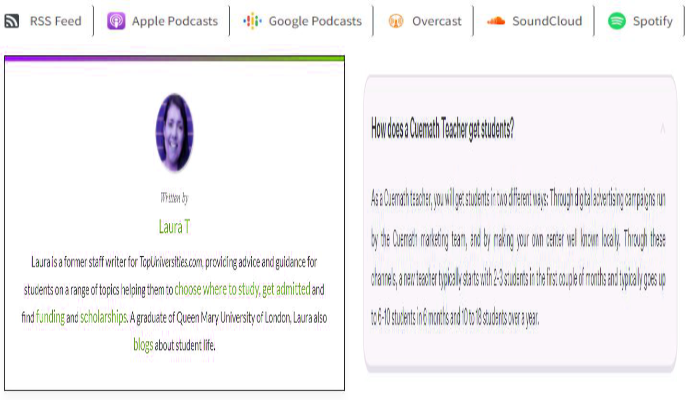 RSS Feed Apple Podcasts Google Podcasts Overcast SoundCloud Spotify
Written by
Laura T
Laura is a former staff writer for TopUniversities.com, providing advice and guidance for
students on a range of topics helping them to choose where to study, get admitted and
find funding and scholarships. A graduate of Queen Mary University of London, Laura also
blogs about student life.
How does a Cuemath Teacher get students?
As a Cuemath teacher, you will get students in two different ways: Through digital advertising campaigns run
by the Cuemath marketing team, and by making your own center well known locally. Through these
channels, a new teacher typically starts with 2-3 students in the first couple of months and typically goes up
to 6-10 students in 6 months and 10 to 18 students over a year.